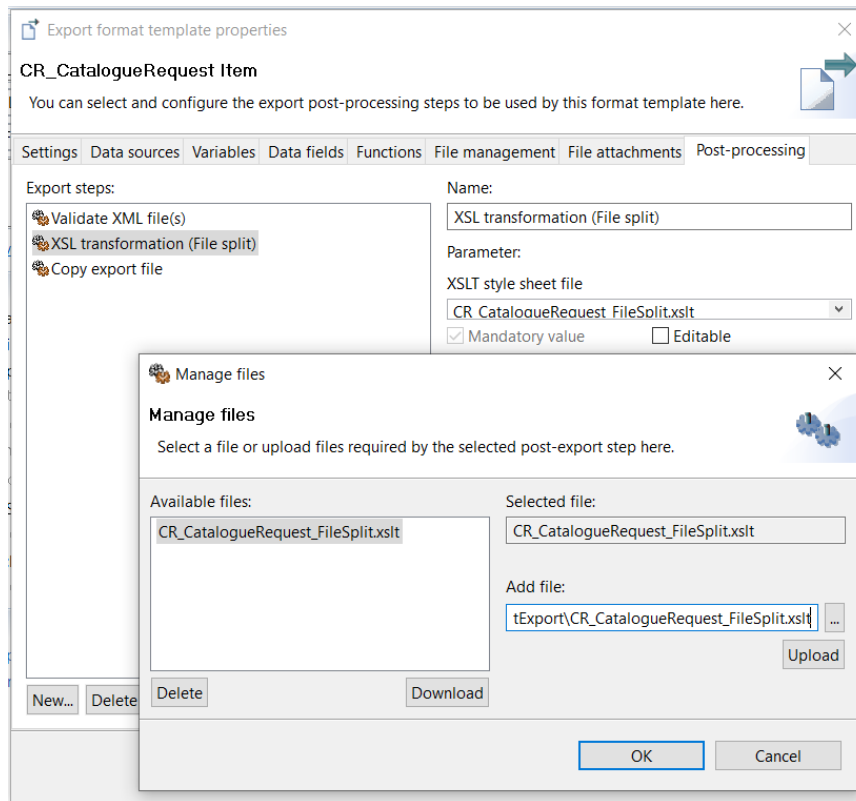 Export format template properties
CR_CatalogueRequest Item
You can select and configure the export post-processing steps to be used by this format template here.
Settings Data sources Variables Data fields Functions File management File attachments Post-processing
Export steps:
Validate XML file(s)
XSL transformation (File split)
Copy export file
Name:
XSL transformation (File split)
Parameter:
XSLT style sheet file
CR_CatalogueRequest_FileSplit.xslt
Mandatory value Editable
Manage files
Manage files
Select a file or upload files required by the selected post-export step here.
Available files:
CR_CatalogueRequest_FileSplit.xslt
Selected file:
CR_CatalogueRequest_FileSplit.xslt
Add file:
tExport\CR_CatalogueRequest_FileSplit.xslt ...
Upload
Delete Download
New... Delete
OK Cancel